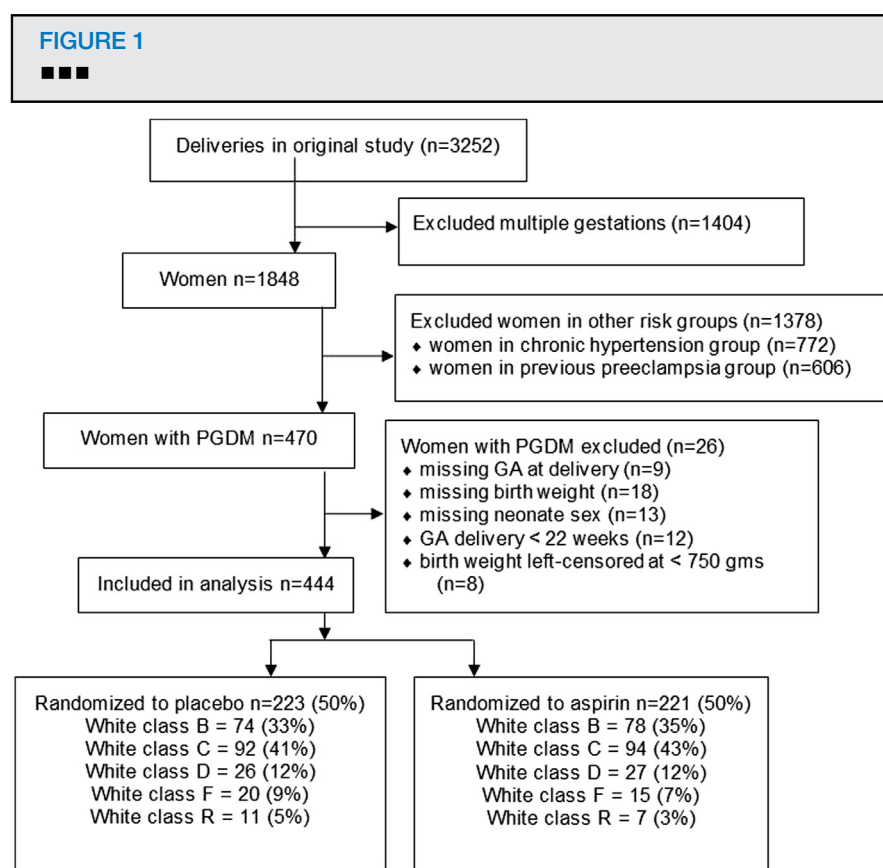 FIGURE 1
■■■
Deliveries in original study (n=3252)
Excluded multiple gestations (n=1404)
Women n=1848
Excluded women in other risk groups (n=1378)
♦ women in chronic hypertension group (n=772)
♦ women in previous preeclampsia group (n=606)
Women with PGDM n=470
Women with PGDM excluded (n=26)
♦ missing GA at delivery (n=9)
♦ missing birth weight (n=18)
♦ missing neonate sex (n=13)
♦ GA delivery < 22 weeks (n=12)
♦ birth weight left-censored at < 750 gms
(n=8)
Included in analysis n=444
Randomized to placebo n=223 (50%)
White class B = 74 (33%)
White class C = 92 (41%)
White class D = 26 (12%)
White class F = 20 (9%)
White class R = 11 (5%)
Randomized to aspirin n=221 (50%)
White class B = 78 (35%)
White class C = 94 (43%)
White class D = 27 (12%)
White class F = 15 (7%)
White class R = 7 (3%)